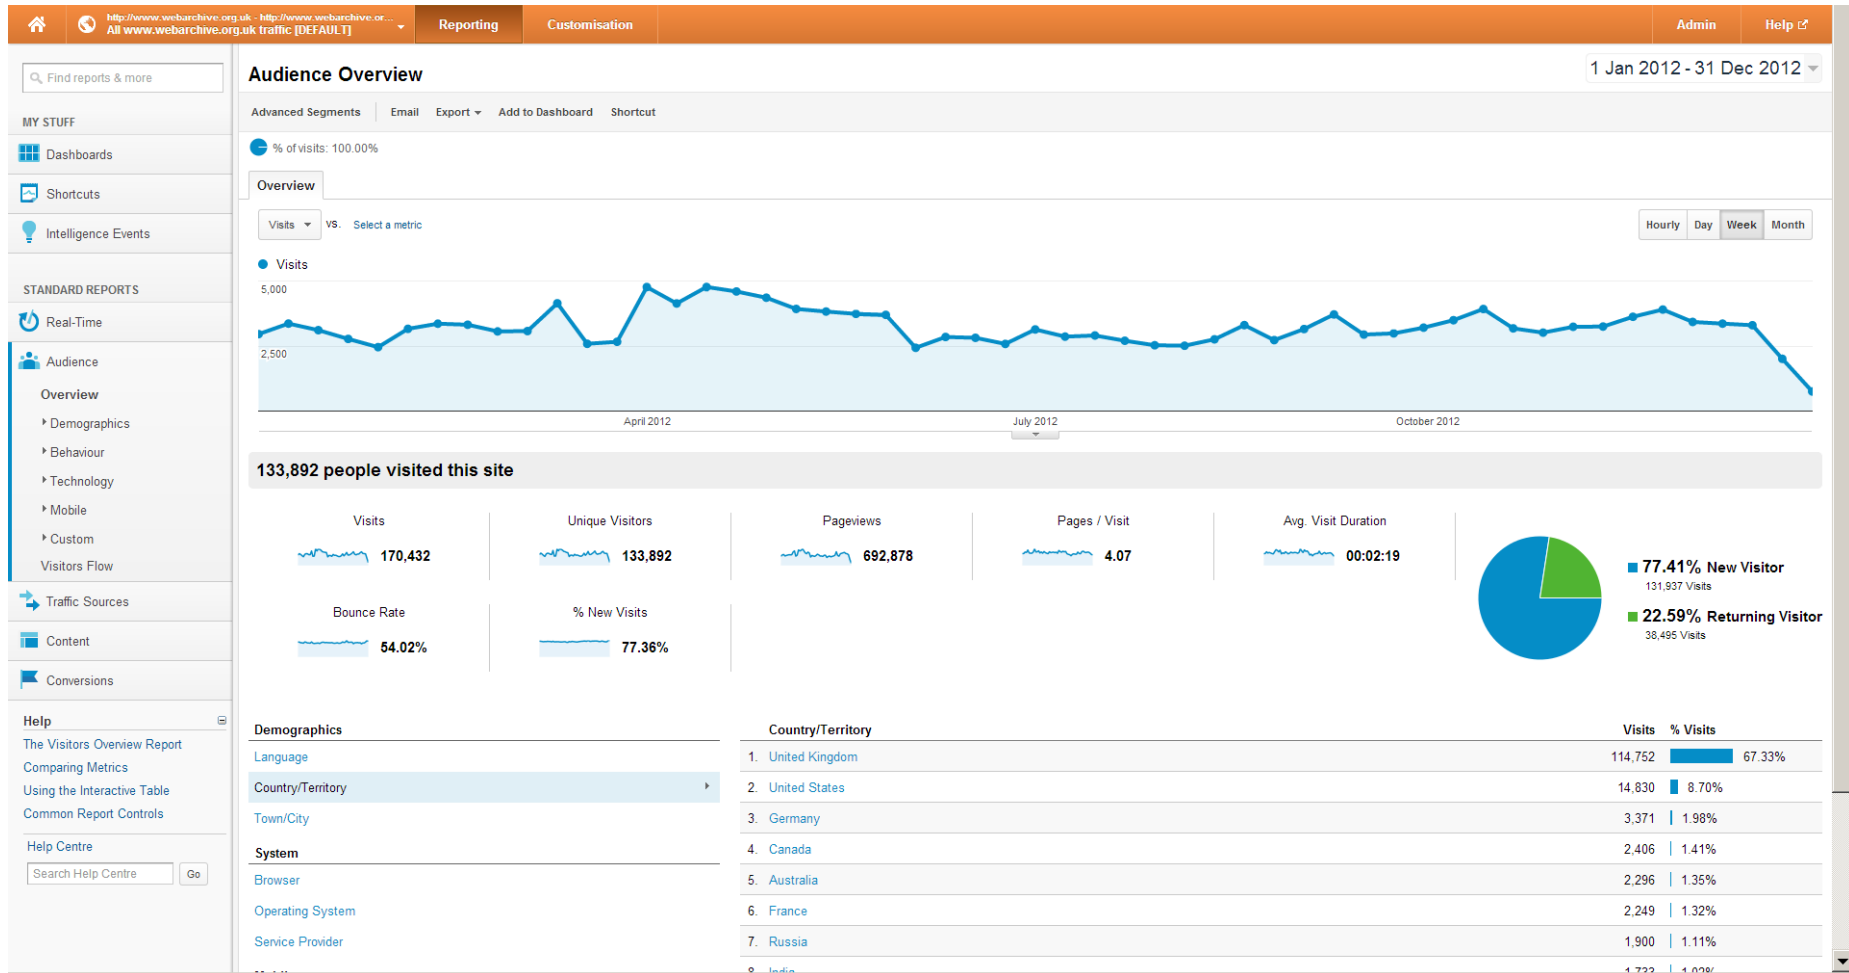 http://www.webarchive.org.uk - http://www.webarchive.or...
All www.webarchive.org.uk traffic [DEFAULT]
Reporting
Customisation
Admin
Help
Find reports & more
MY STUFF
Dashboards
Shortcuts
Intelligence Events
STANDARD REPORTS
Real-Time
Audience
Overview
Demographics
Behaviour
Technology
Mobile
Custom
Visitors Flow
Traffic Sources
Content
Conversions
Help
The Visitors Overview Report
Comparing Metrics
Using the Interactive Table
Common Report Controls
Help Centre
Search Help Centre Go
Audience Overview
1 Jan 2012 - 31 Dec 2012
Advanced Segments Email Export Add to Dashboard Shortcut
% of visits: 100.00%
Overview
Visits VS. Select a metric
Hourly Day Week Month
Visits
5,000
2,500
April 2012 July 2012 October 2012
133,892 people visited this site
Visits
170,432
Unique Visitors
133,892
Pageviews
692,878
Pages / Visit
4.07
Avg. Visit Duration
00:02:19
Bounce Rate
54.02%
% New Visits
77.36%
77.41% New Visitor
131,937 Visits
22.59% Returning Visitor
38,495 Visits
Demographics
Language
Country/Territory
Town/City
System
Browser
Operating System
Service Provider
Country/Territory Visits % Visits
1. United Kingdom 114,752 67.33%
2. United States 14,830 8.70%
3. Germany 3,371 1.98%
4. Canada 2,406 1.41%
5. Australia 2,296 1.35%
6. France 2,249 1.32%
7. Russia 1,900 1.11%
8. India 1,733 1.02%